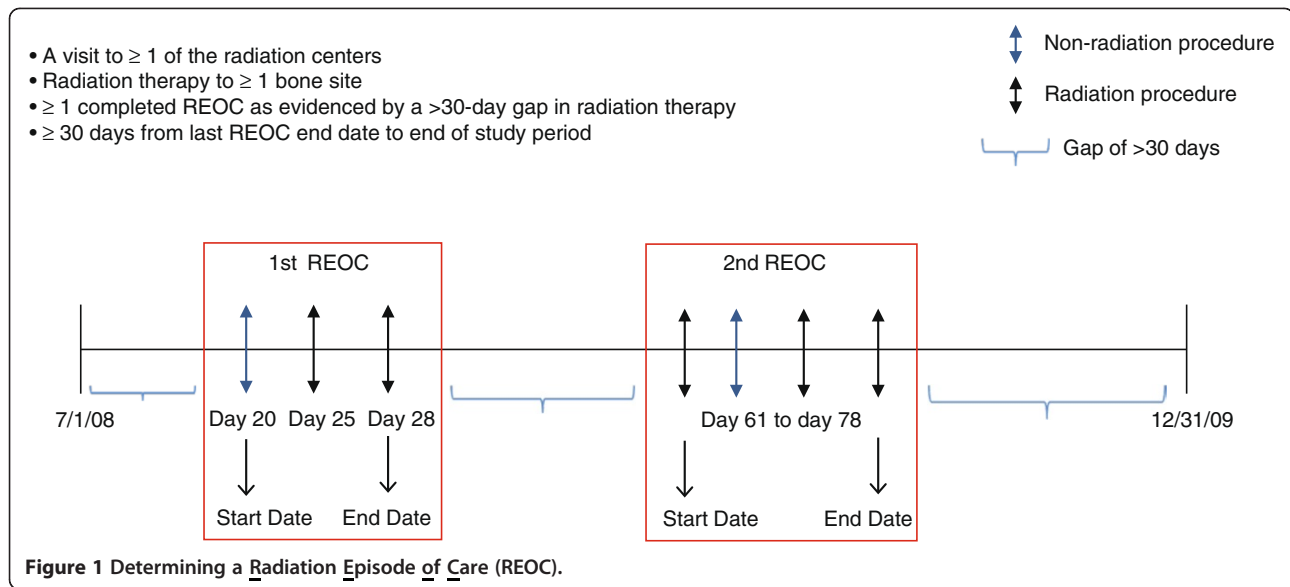 • A visit to ≥ 1 of the radiation centers
• Radiation therapy to ≥ 1 bone site
• ≥ 1 completed REOC as evidenced by a >30-day gap in radiation therapy
• ≥ 30 days from last REOC end date to end of study period
Non-radiation procedure
Radiation procedure
Gap of >30 days
1st REOC
2nd REOC
7/1/08
Day 20 Day 25 Day 28
Day 61 to day 78
12/31/09
Start Date End Date
Start Date End Date
Figure 1 Determining a Radiation Episode of Care (REOC).